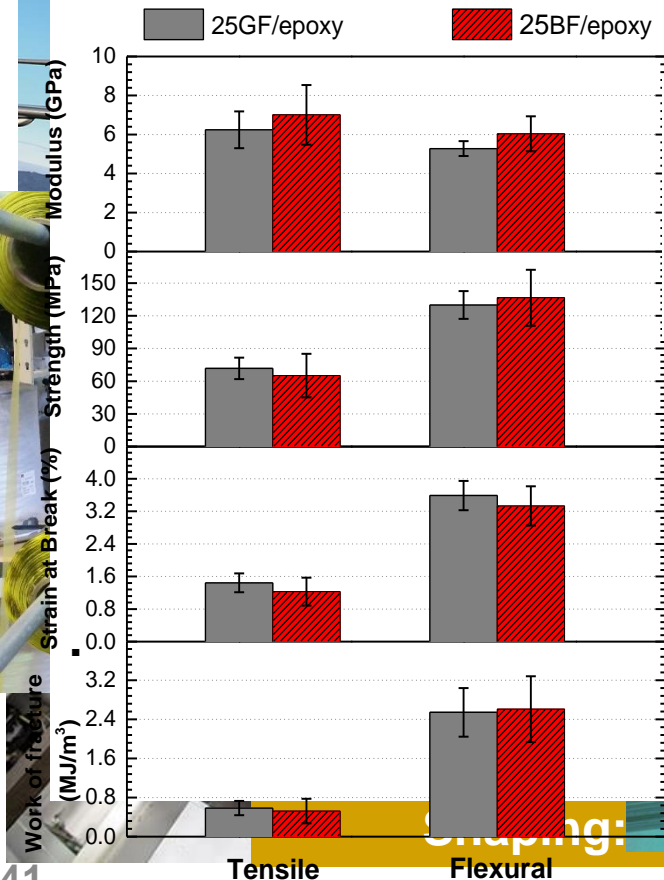 25GF/epoxy
25BF/epoxy
Modulus (GPa)
10
8
6
4
2
0
Strength (MPa)
150
120
90
60
30
0
Strain at Break (%)
4.0
3.2
2.4
1.6
0.8
0.0
Work of fracture
(MJ/m³)
3.2
2.4
1.6
0.8
0.0
Tensile
Flexural
Shaping:
41